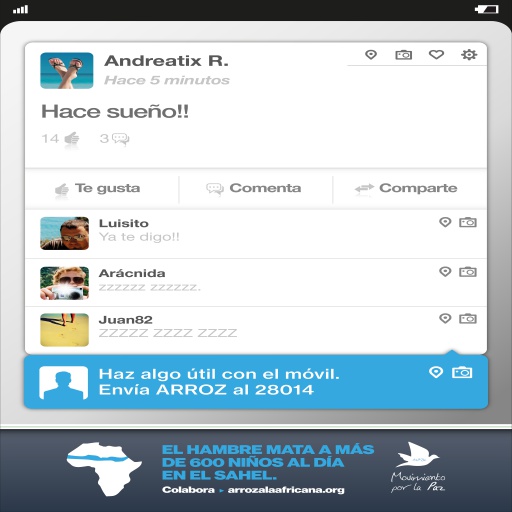 Andreatix R.
Hace 5 minutos
Hace sueño!!
14 3
Te gusta Comenta Comparte
Luisito
Ya te digo!!
Arácnida
zzzzzz zzzzzz.
Juan82
ZZZZZ ZZZZ ZZZZ
Haz algo útil con el móvil.
Envía ARROZ al 28014
EL HAMBRE MATA A MÁS
DE 600 NIÑOS AL DÍA
EN EL SAHEL.
Colabora ▸ arrozalaafricana.org
Movimiento
por la Paz